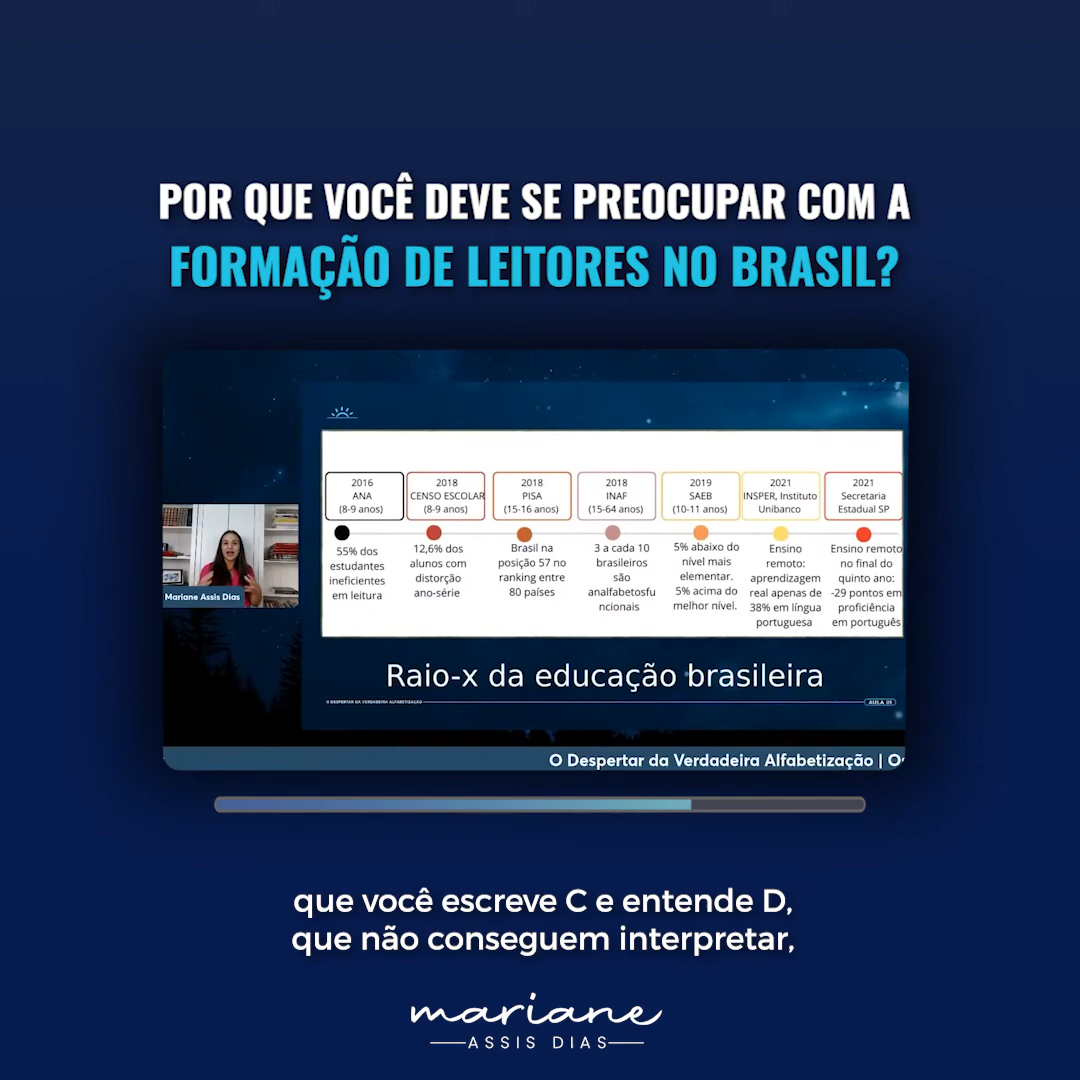 POR QUE VOCÊ DEVE SE PREOCUPAR COM A
FORMAÇÃO DE LEITORES NO BRASIL?
2016
ANA
(8-9 anos)
55% dos
estudantes
ineficientes
em leitura
2018
CENSO ESCOLAR
(8-9 anos)
12,6% dos
alunos com
distorção
ano-série
2018
PISA
(15-16 anos)
Brasil na
posição 57 no
ranking entre
80 países
2018
INAF
(15-64 anos)
3 a cada 10
brasileiros
são
analfabetosfu
ncionais
2019
SAEB
(10-11 anos)
5% abaixo do
nível mais
elementar.
5% acima do
melhor nível.
2021
INSPER, Instituto
Unibanco
Ensino
remoto:
aprendizagem
real apenas de
38% em língua
portuguesa
2021
Secretaria
Estadual SP
Ensino remoto
no final do
quinto ano:
-29 pontos em
proficiência
em português
Mariane Assis Dias
Raio-x da educação brasileira
O DESPERTAR DA VERDADEIRA ALFABETIZAÇÃO
AULA 01
O Despertar da Verdadeira Alfabetização |
que você escreve C e entende D,
que não conseguem interpretar,
mariane
ASSIS DIAS